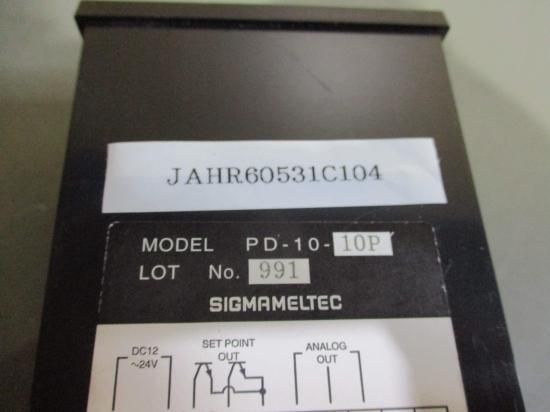 JAHR60531C104
MODEL PD-10-10P
LOT No. 991
SIGMAMELTEC
DC12
~24V
SET POINT
OUT
ANALOG
OUT